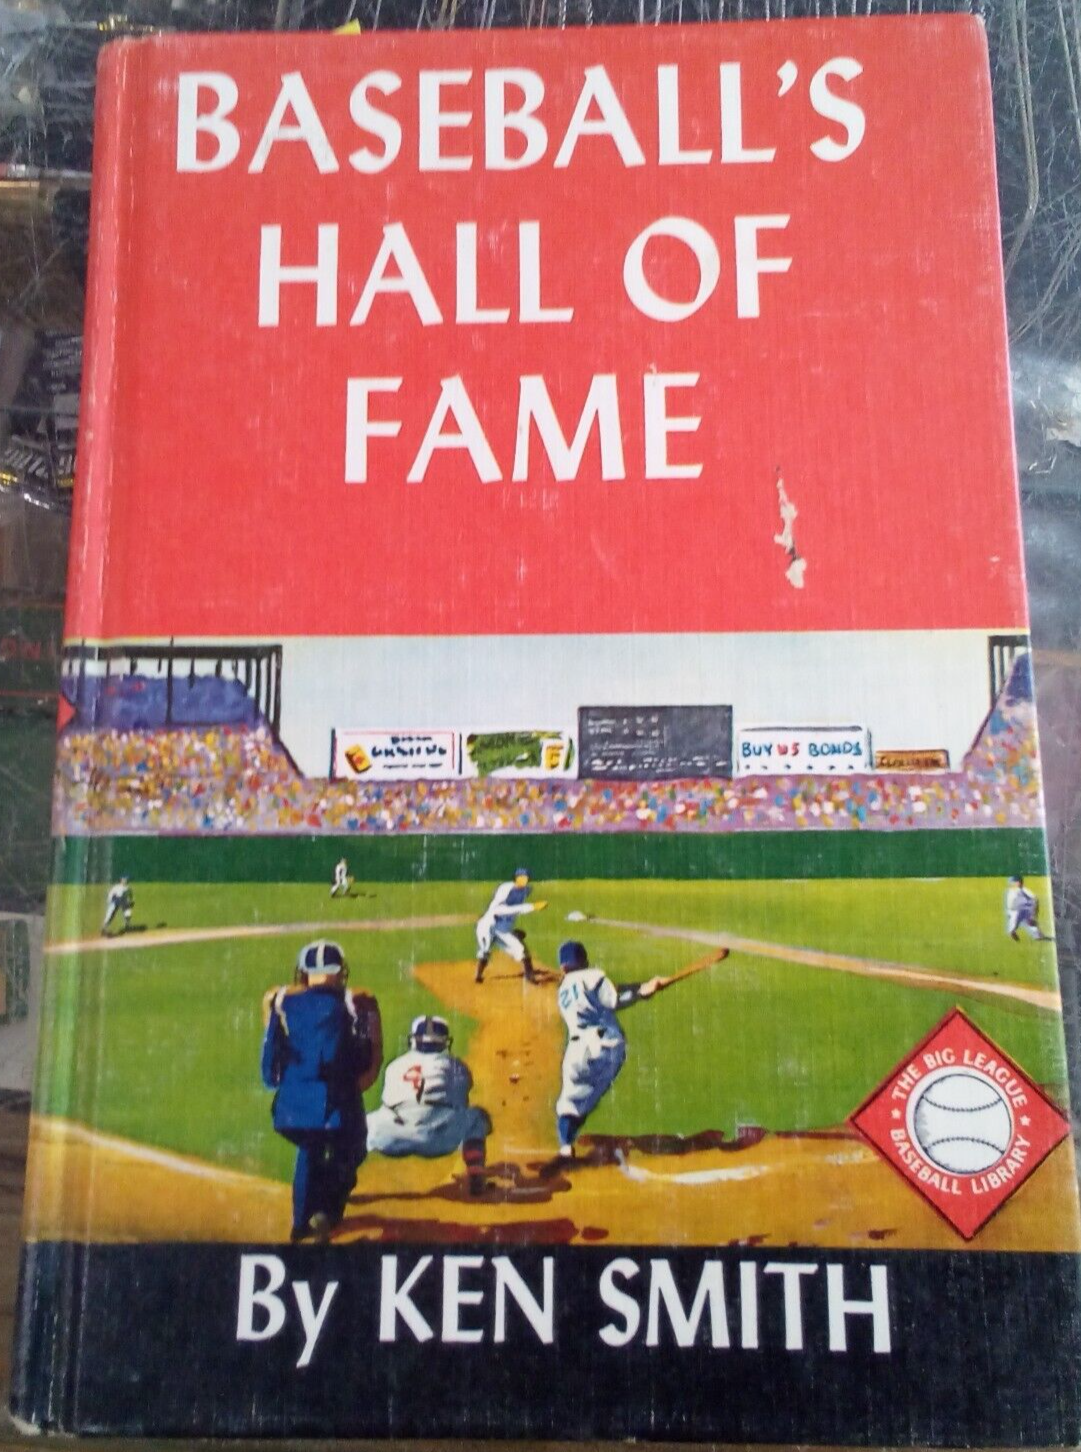 BASEBALL'S
HALL OF
FAME
BUY US BONDS
21
4
THE BIG LEAGUE
BASEBALL LIBRARY
By KEN SMITH